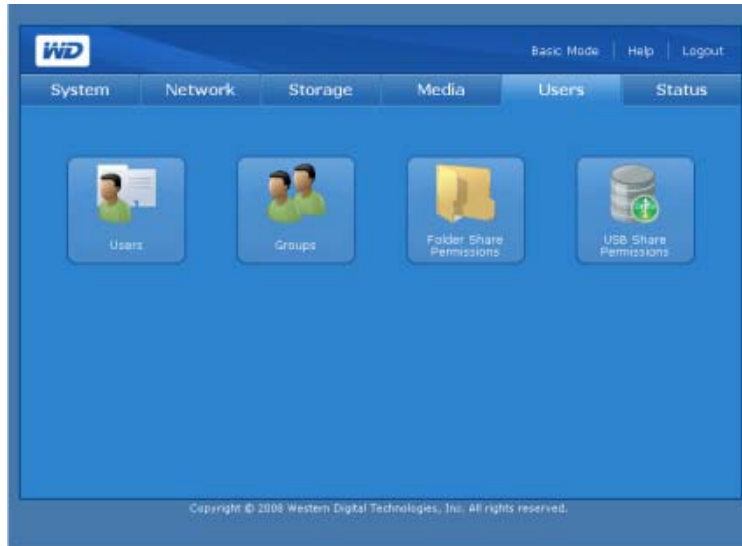 WD
Basic Mode | Help | Logout
System Network Storage Media Users Status
Users
Groups
Folder Share
Permissions
USB Share
Permissions
Copyright © 2008 Western Digital Technologies, Inc. All rights reserved.